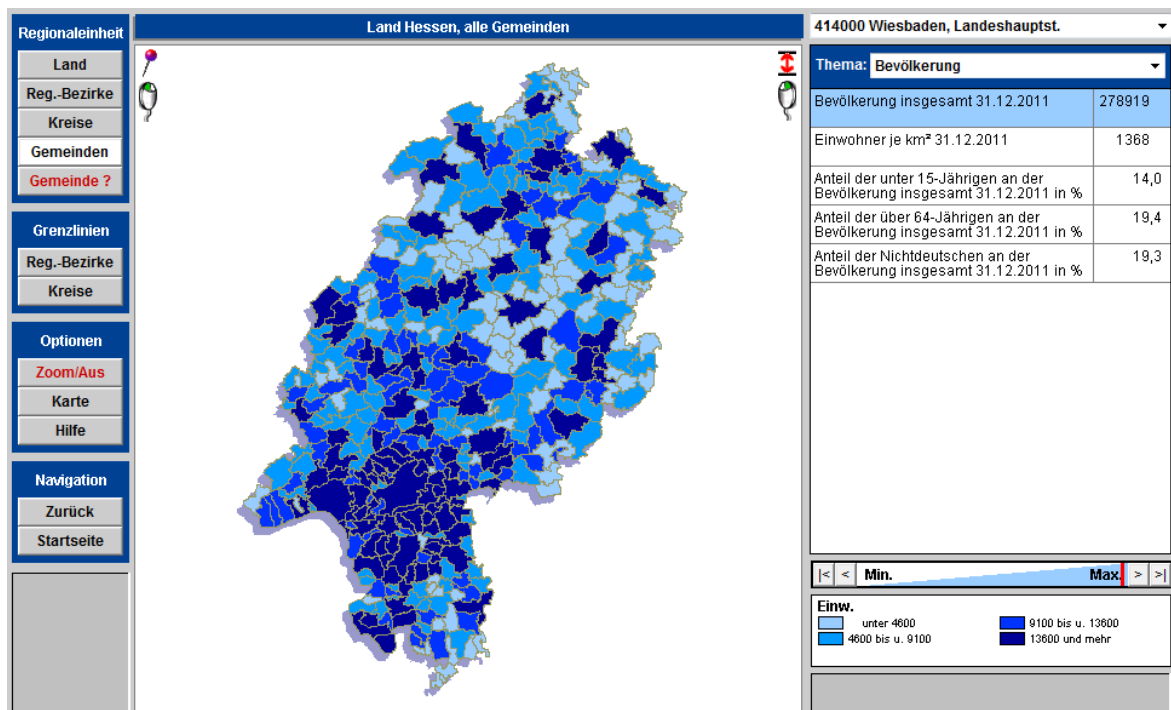 Regionaleinheit
Land
Reg.-Bezirke
Kreise
Gemeinden
Gemeinde ?
Grenzlinien
Reg.-Bezirke
Kreise
Optionen
Zoom/Aus
Karte
Hilfe
Navigation
Zurück
Startseite
Land Hessen, alle Gemeinden
414000 Wiesbaden, Landeshauptst.
Thema: Bevölkerung
Bevölkerung insgesamt 31.12.2011 278919
Einwohner je km² 31.12.2011 1368
Anteil der unter 15-Jährigen an der
Bevölkerung insgesamt 31.12.2011 in % 14,0
Anteil der über 64-Jährigen an der
Bevölkerung insgesamt 31.12.2011 in % 19,4
Anteil der Nichtdeutschen an der
Bevölkerung insgesamt 31.12.2011 in % 19,3
|< < Min. Max. > >|
Einw.
unter 4600 9100 bis u. 13600
4600 bis u. 9100 13600 und mehr